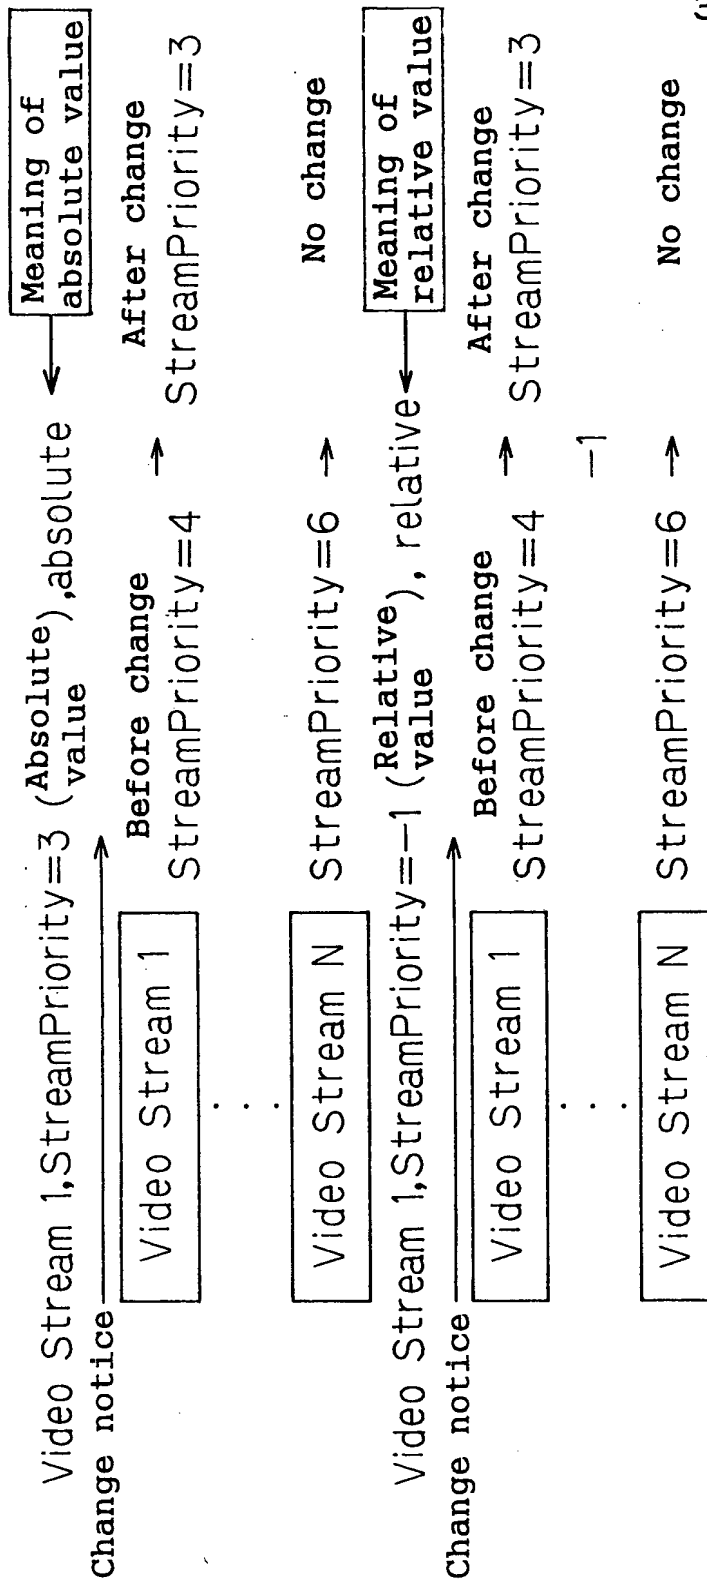 Video Stream 1,StreamPriority=3 (Absolute value),absolute
Meaning of
absolute value
Change notice
Before change
After change
Video Stream 1
StreamPriority=4 → StreamPriority=3
. . .
Video Stream N
StreamPriority=6 → No change
Video Stream 1,StreamPriority=-1 (Relative value), relative
Meaning of
relative value
Change notice
Before change
After change
Video Stream 1
StreamPriority=4 → StreamPriority=3
-1
. . .
Video Stream N
StreamPriority=6 → No change